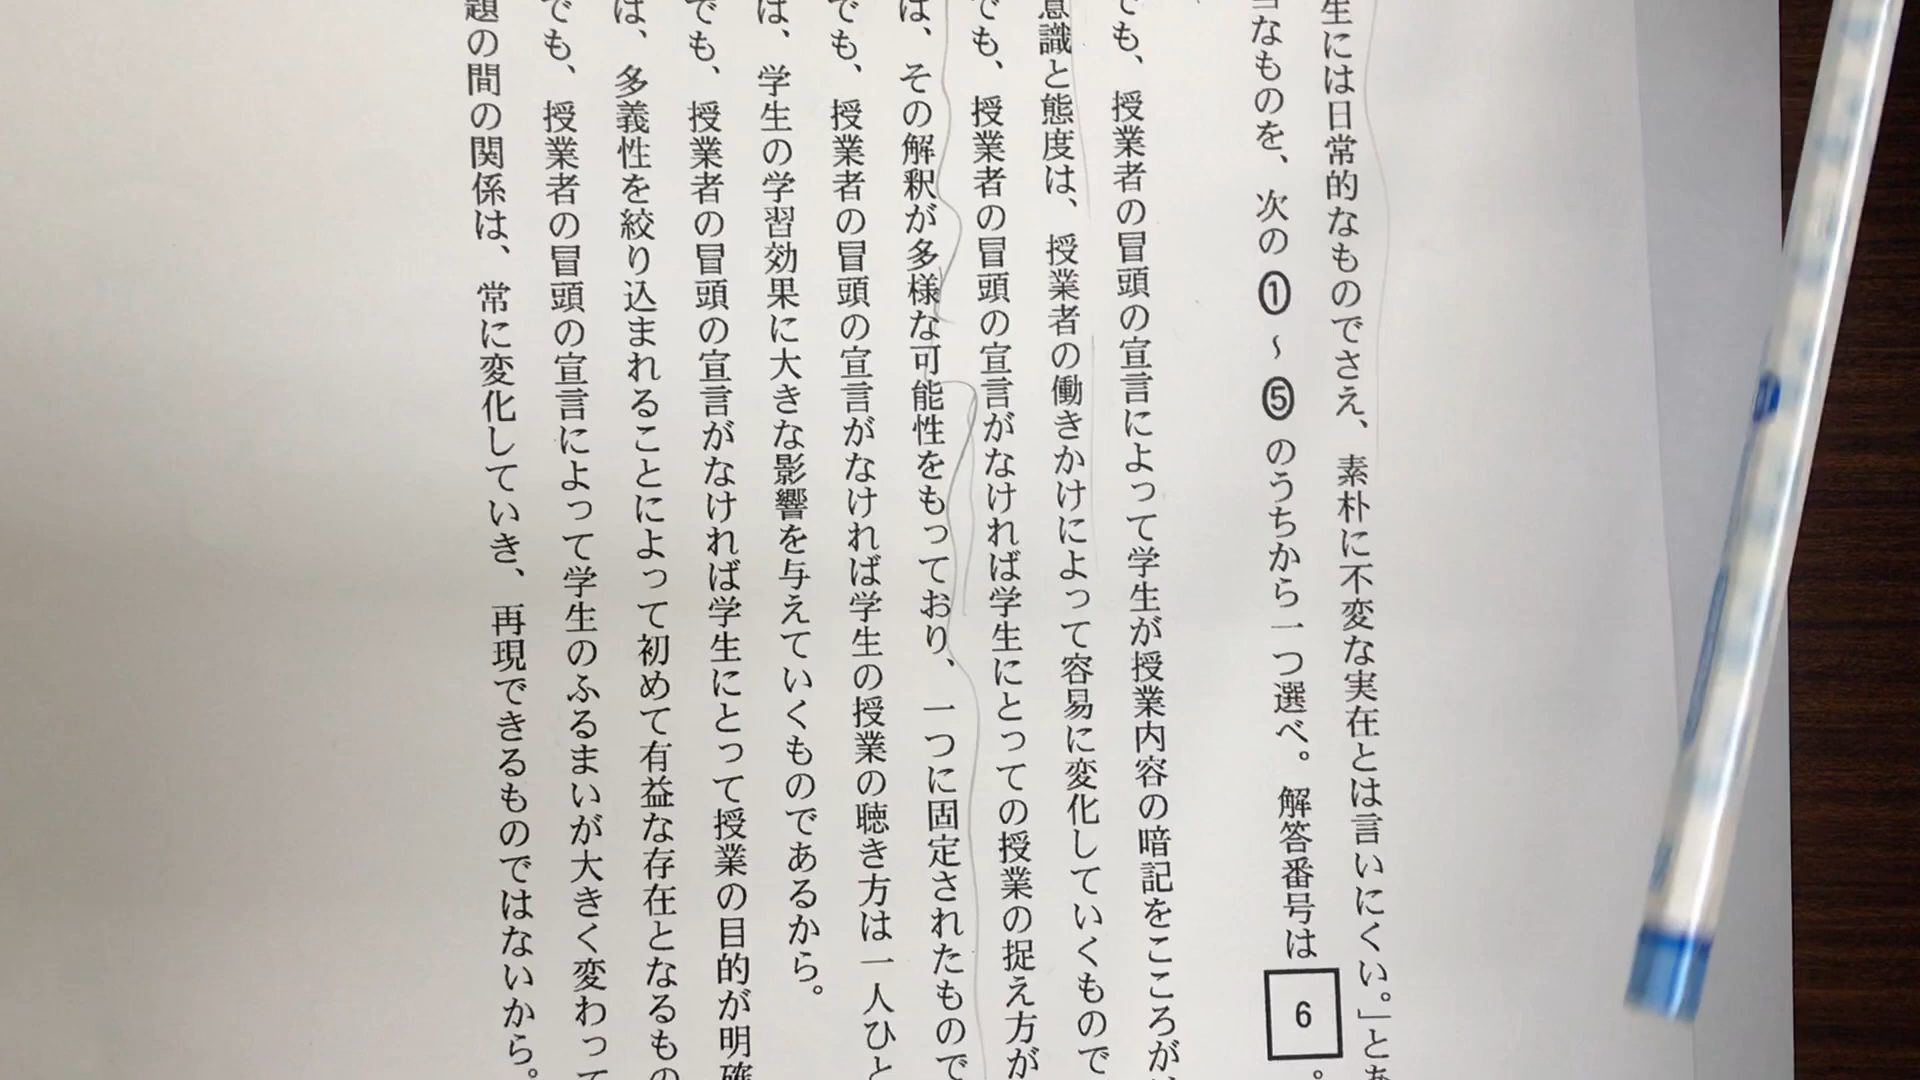 生には日常的なものでさえ、素朴に不変な実在とは言いにくい。」とあ
なものを、次の①～⑤のうちから一つ選べ。解答番号は 6 。
でも、授業者の冒頭の宣言によって学生が授業内容の暗記をこころが
意識と態度は、授業者の働きかけによって容易に変化していくもので
でも、授業者の冒頭の宣言がなければ学生にとっての授業の捉え方が
は、その解釈が多様な可能性をもっており、一つに固定されたもので
でも、授業者の冒頭の宣言がなければ学生の授業の聴き方は一人ひと
は、学生の学習効果に大きな影響を与えていくものであるから。
でも、授業者の冒頭の宣言がなければ学生にとって授業の目的が明確
は、多義性を絞り込まれることによって初めて有益な存在となるもの
でも、授業者の冒頭の宣言によって学生のふるまいが大きく変わって
題の間の関係は、常に変化していき、再現できるものではないから。